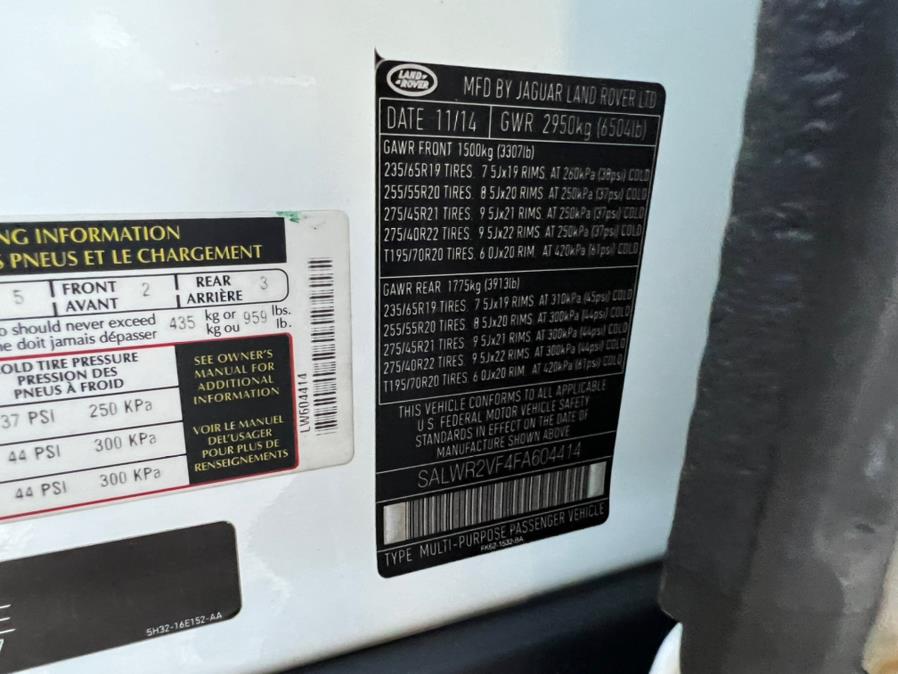 LAND
ROVER
MFD BY JAGUAR LAND ROVER LTD
DATE 11/14 GWR 2950kg (6504lb)
GAWR FRONT 1500kg (3307lb)
235/65R19 TIRES. 7 5Jx19 RIMS. AT 260kPa (38psi) COLD
255/55R20 TIRES. 8 5Jx20 RIMS. AT 250kPa (37psi) COLD
275/45R21 TIRES. 9 5Jx21 RIMS. AT 250kPa (37psi) COLD
275/40R22 TIRES. 9 5Jx22 RIMS. AT 250kPa (37psi) COLD
T195/70R20 TIRES. 6 0Jx20 RIM. AT 420kPa (61psi) COLD
GAWR REAR 1775kg (3913lb)
235/65R19 TIRES 7 5Jx19 RIMS. AT 310kPa (45psi) COLD
255/55R20 TIRES. 8 5Jx20 RIMS. AT 300kPa (44psi) COLD
275/45R21 TIRES. 9 5Jx21 RIMS. AT 300kPa (44psi) COLD
275/40R22 TIRES. 9 5Jx22 RIMS. AT 300kPa (44psi) COLD
T195/70R20 TIRES. 6 0Jx20 RIM. AT 420kPa (61psi) COLD
THIS VEHICLE CONFORMS TO ALL APPLICABLE
U.S. FEDERAL MOTOR VEHICLE SAFETY
STANDARDS IN EFFECT ON THE DATE OF
MANUFACTURE SHOWN ABOVE.
SALWR2VF4FA604414
TYPE MULTI-PURPOSE PASSENGER VEHICLE
FK62-1532-BA
NG INFORMATION
S PNEUS ET LE CHARGEMENT
5 FRONT 2 REAR 3
AVANT ARRIÈRE
o should never exceed 435 kg or 959 lbs.
ne doit jamais dépasser kg ou lb.
OLD TIRE PRESSURE
PRESSION DES
PNEUS À FROID
37 PSI 250 KPa
44 PSI 300 KPa
44 PSI 300 KPa
SEE OWNER'S
MANUAL FOR
ADDITIONAL
INFORMATION
VOIR LE MANUEL
DEL'USAGER
POUR PLUS DE
RENSEIGNEMENTS
LW604414
E
7
5H32-16E152-AA